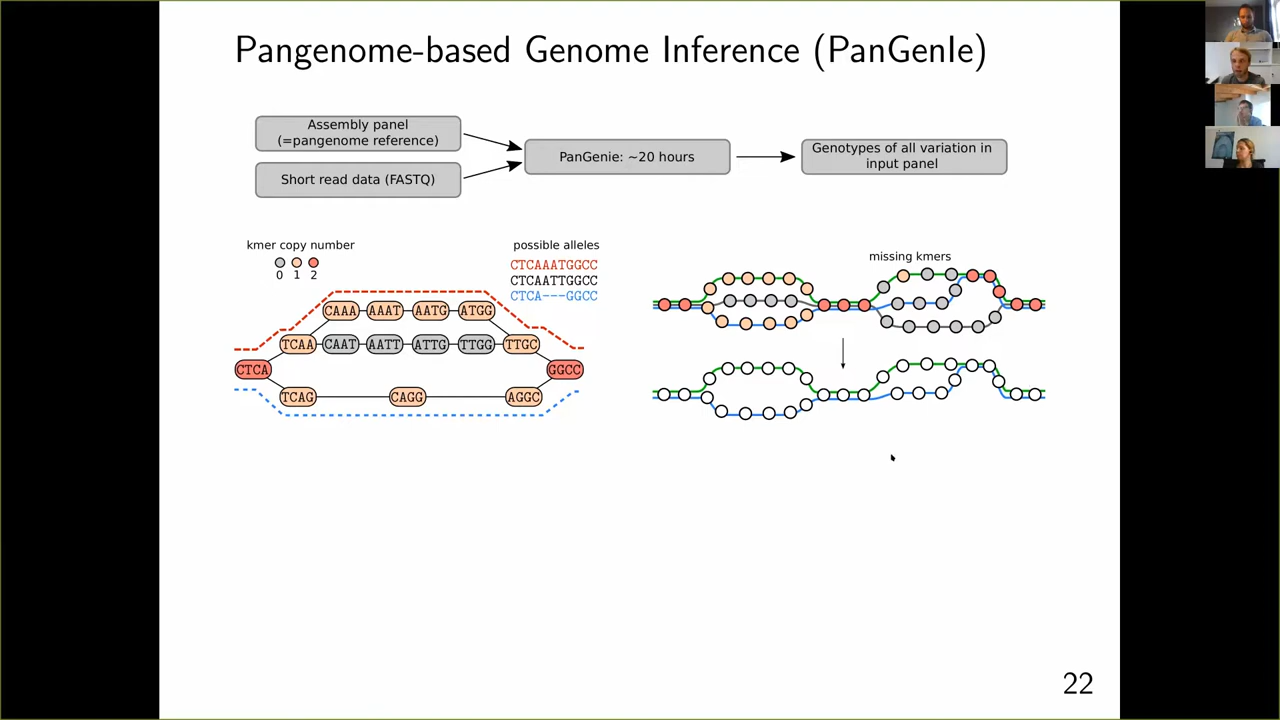 Pangenome-based Genome Inference (PanGenIe)
Assembly panel
(=pangenome reference)
Short read data (FASTQ)
PanGenie: ~20 hours
Genotypes of all variation in
input panel
kmer copy number
0 1 2
possible alleles
CTCAAATGGCC
CTCAATTGGCC
CTCA---GGCC
CAAA AAAT AATG ATGG
TCAA CAAT AATT ATTG TTGG TTGC
CTCA GGCC
TCAG CAGG AGGC
missing kmers
22